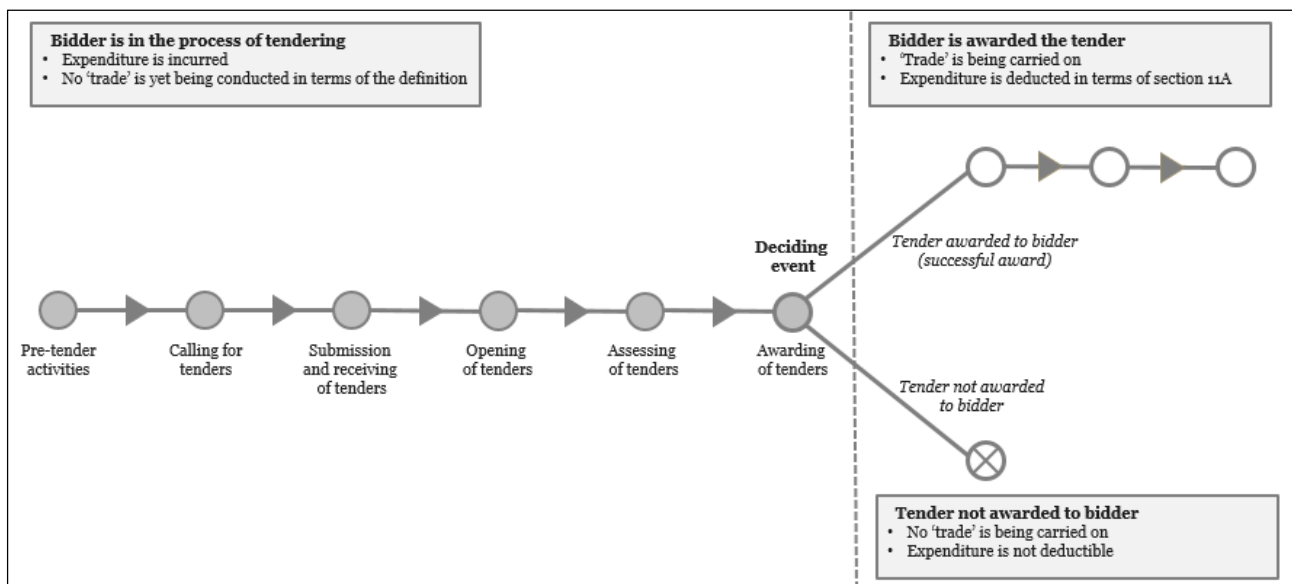 Bidder is in the process of tendering
• Expenditure is incurred
• No ‘trade’ is yet being conducted in terms of the definition
Bidder is awarded the tender
• ‘Trade’ is being carried on
• Expenditure is deducted in terms of section 11A
Tender awarded to bidder
(successful award)
Deciding
event
Pre-tender
activities
Calling for
tenders
Submission
and receiving
of tenders
Opening
of tenders
Assessing
of tenders
Awarding
of tenders
Tender not awarded
to bidder
Tender not awarded to bidder
• No ‘trade’ is being carried on
• Expenditure is not deductible